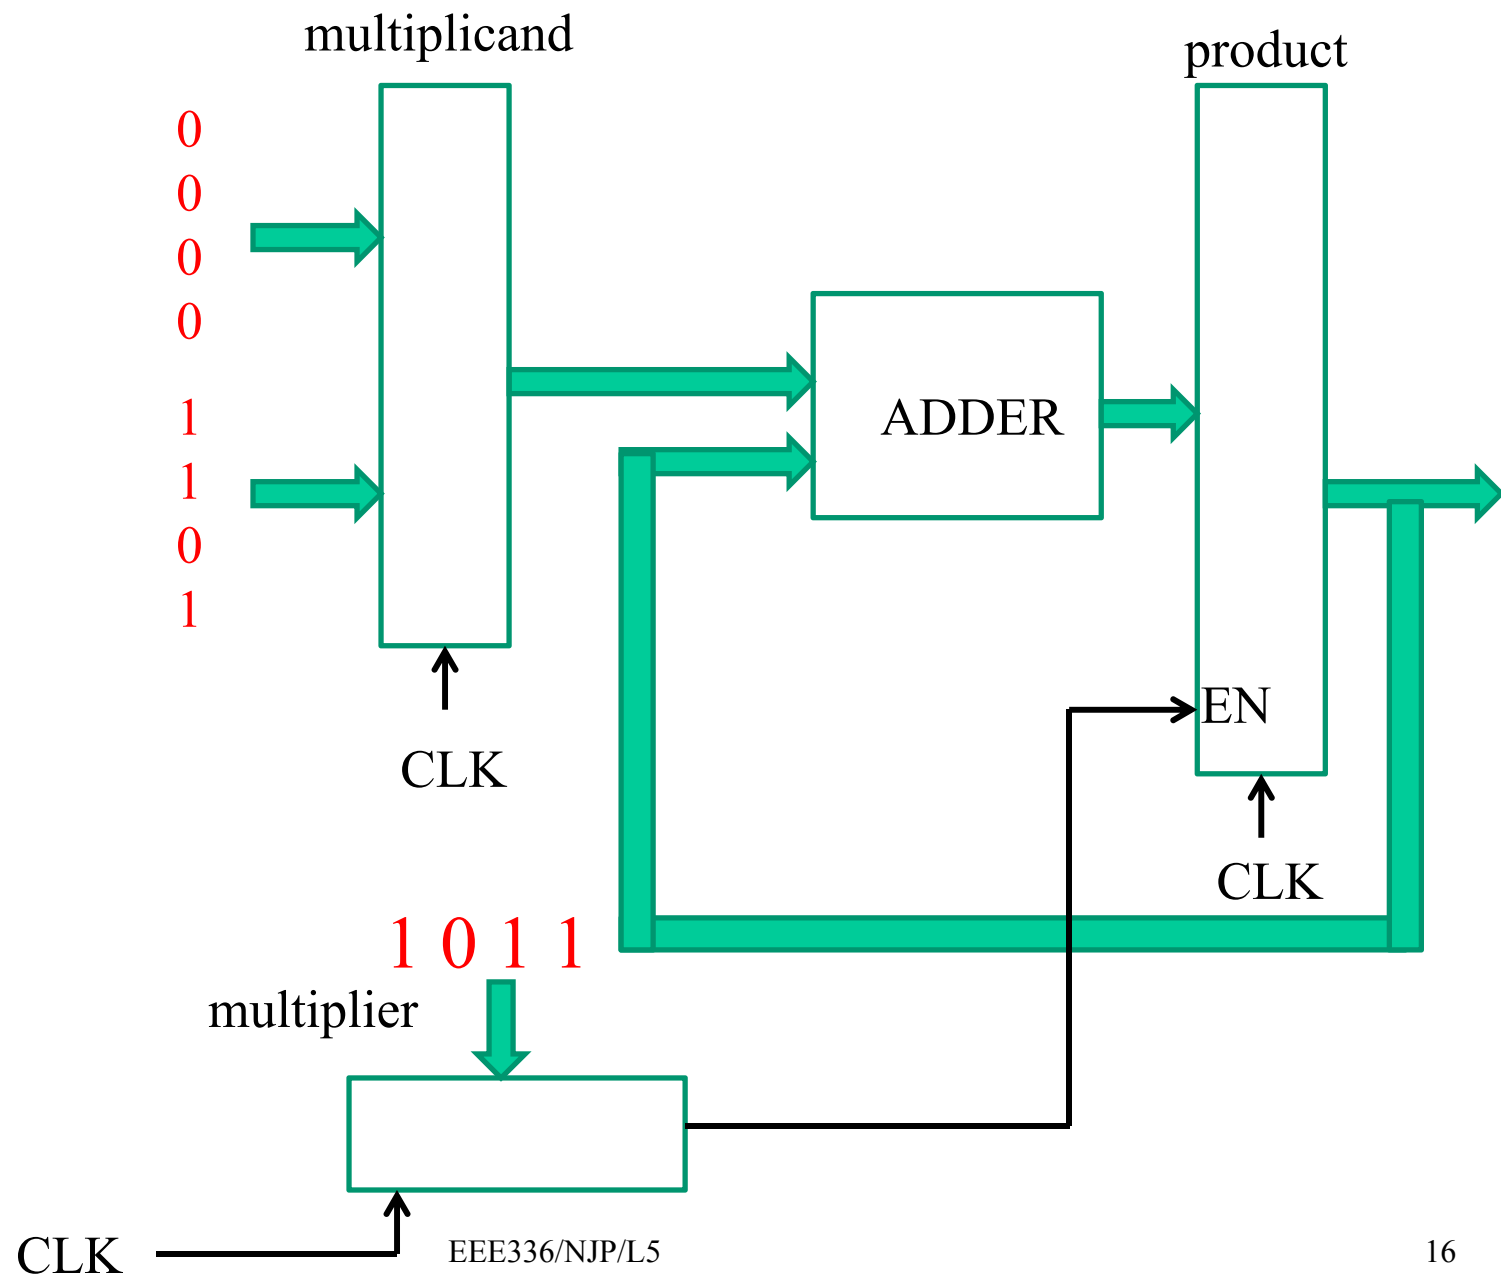 multiplicand
product
0
0
0
0
1
1
0
1
ADDER
EN
CLK
CLK
1 0 1 1
multiplier
CLK
EEE336/NJP/L5
16